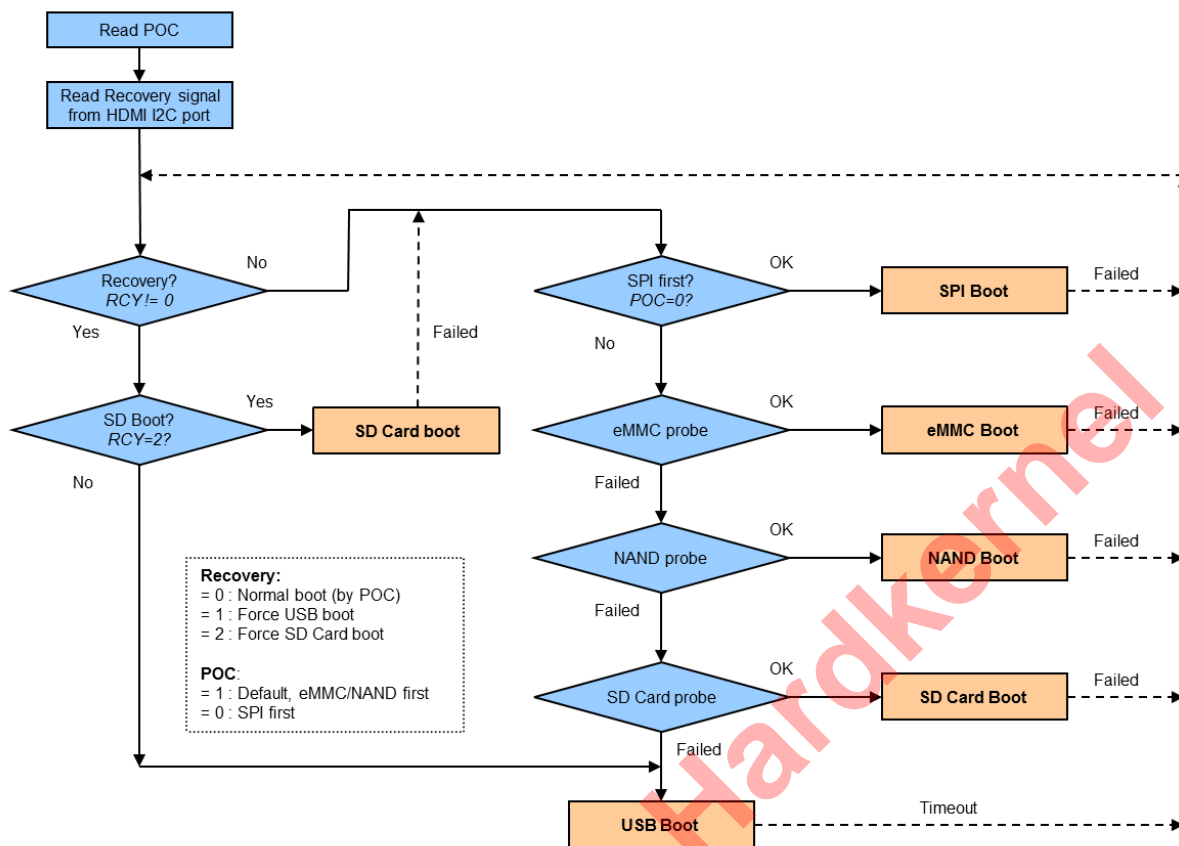 Read POC
Read Recovery signal
from HDMI I2C port
No
Recovery?
RCY != 0
Yes
SD Boot?
RCY=2?
Yes
No
SD Card boot
Failed
SPI first?
POC=0?
OK
SPI Boot
Failed
No
eMMC probe
OK
eMMC Boot
Failed
Failed
NAND probe
OK
NAND Boot
Failed
Failed
SD Card probe
OK
SD Card Boot
Failed
Failed
USB Boot
Timeout
Recovery:
= 0 : Normal boot (by POC)
= 1 : Force USB boot
= 2 : Force SD Card boot
POC:
= 1 : Default, eMMC/NAND first
= 0 : SPI first
Hardkernel